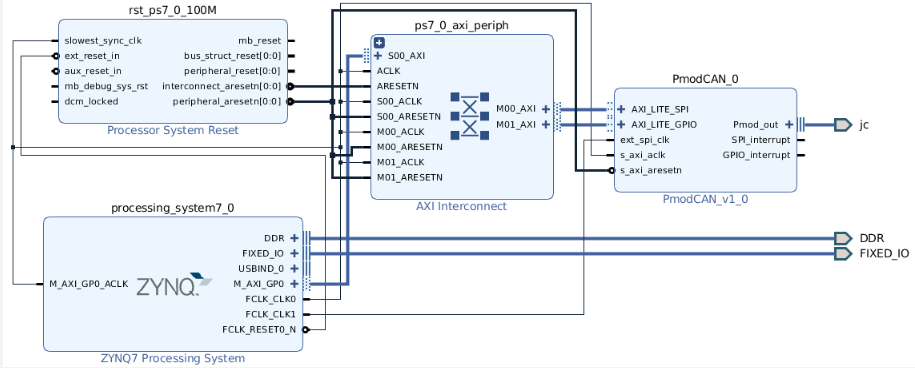 rst_ps7_0_100M
slowest_sync_clk
ext_reset_in
aux_reset_in
mb_debug_sys_rst
dcm_locked
mb_reset
bus_struct_reset[0:0]
peripheral_reset[0:0]
interconnect_aresetn[0:0]
peripheral_aresetn[0:0]
Processor System Reset
ps7_0_axi_periph
S00_AXI
ACLK
ARESETN
S00_ACLK
S00_ARESETN
M00_ACLK
M00_ARESETN
M01_ACLK
M01_ARESETN
M00_AXI
M01_AXI
AXI Interconnect
PmodCAN_0
AXI_LITE_SPI
AXI_LITE_GPIO
ext_spi_clk
s_axi_aclk
s_axi_aresetn
Pmod_out
SPI_interrupt
GPIO_interrupt
PmodCAN_v1_0
jc
processing_system7_0
M_AXI_GP0_ACLK
ZYNQ
DDR
FIXED_IO
USBIND_0
M_AXI_GP0
FCLK_CLK0
FCLK_CLK1
FCLK_RESET0_N
ZYNQ7 Processing System
DDR
FIXED_IO